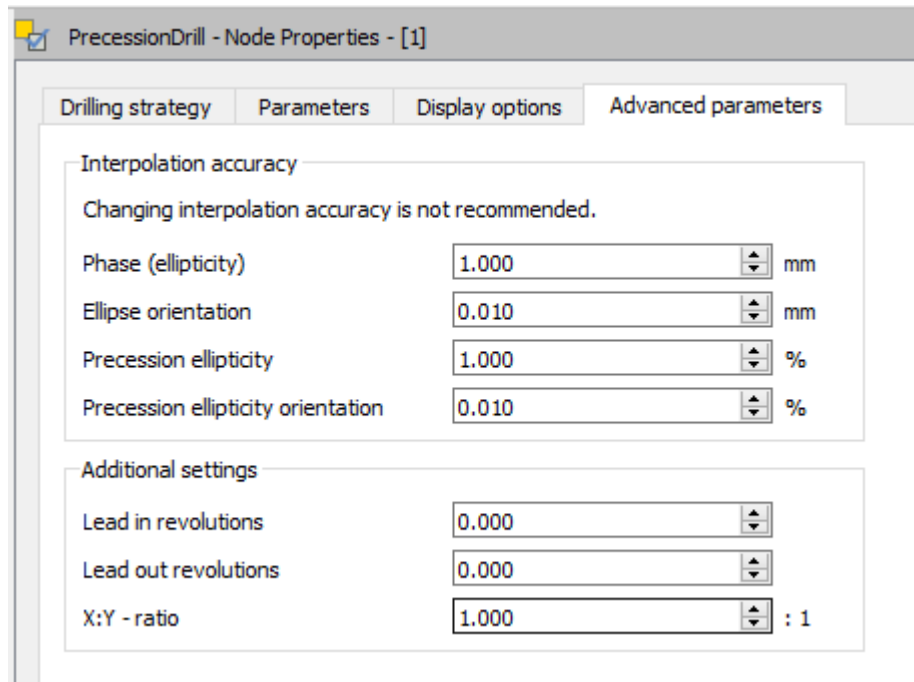 PrecessionDrill - Node Properties - [1]
Drilling strategy Parameters Display options Advanced parameters
Interpolation accuracy
Changing interpolation accuracy is not recommended.
Phase (ellipticity) 1.000 mm
Ellipse orientation 0.010 mm
Precession ellipticity 1.000 %
Precession ellipticity orientation 0.010 %
Additional settings
Lead in revolutions 0.000
Lead out revolutions 0.000
X:Y - ratio 1.000 : 1